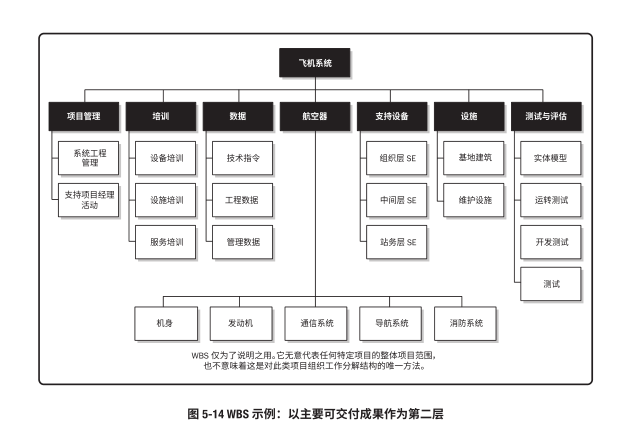 飞机系统
项目管理
培训
数据
航空器
支持设备
设施
测试与评估
系统工程
管理
设备培训
技术指令
组织层 SE
基地建筑
实体模型
支持项目经理
活动
设施培训
工程数据
中间层 SE
维护设施
运转测试
服务培训
管理数据
站务层 SE
开发测试
测试
机身
发动机
通信系统
导航系统
消防系统
WBS 仅为了说明之用。它无意代表任何特定项目的整体项目范围，
也不意味着这是对此类项目组织工作分解结构的唯一方法。
图 5-14 WBS 示例：以主要可交付成果作为第二层